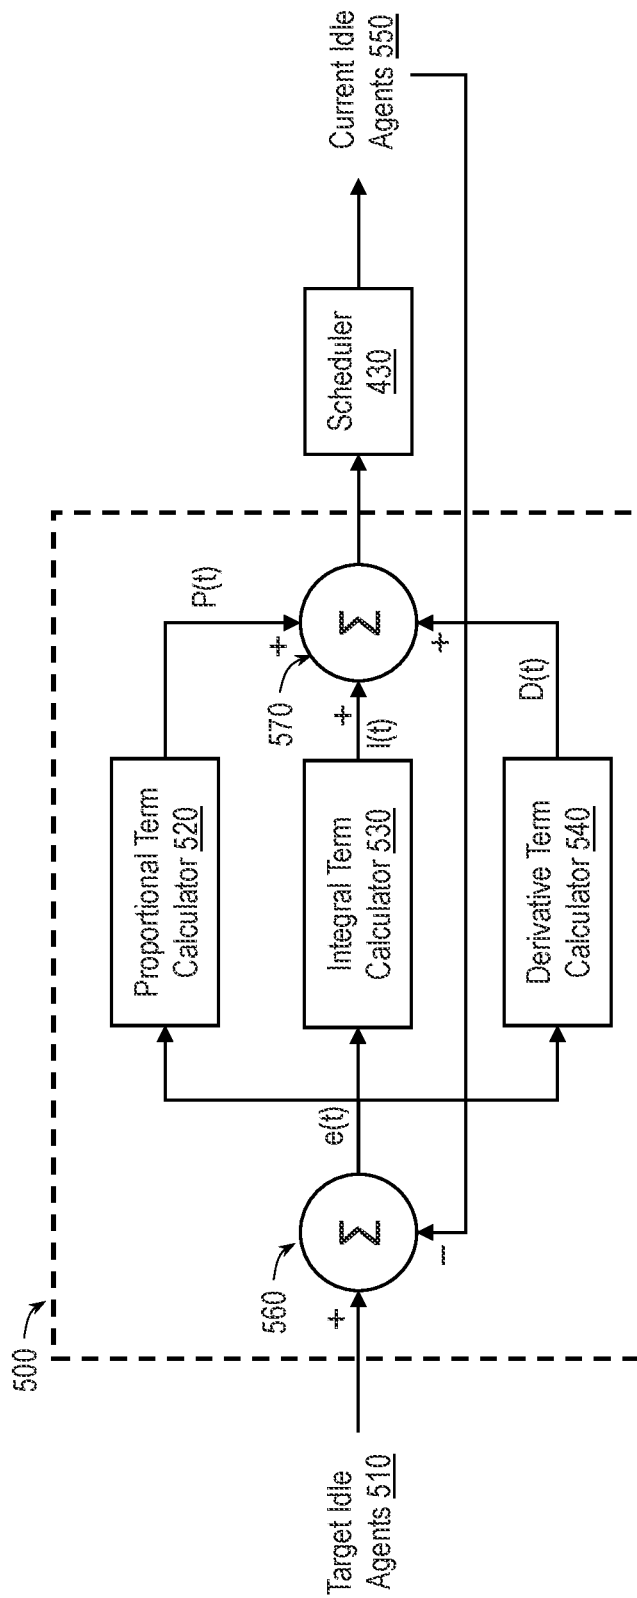 500
Target Idle
Agents 510
+
560
Σ
−
e(t)
Proportional Term
Calculator 520
Integral Term
Calculator 530
Derivative Term
Calculator 540
P(t)
I(t)
D(t)
+
+
+
570
Σ
Scheduler
430
Current Idle
Agents 550